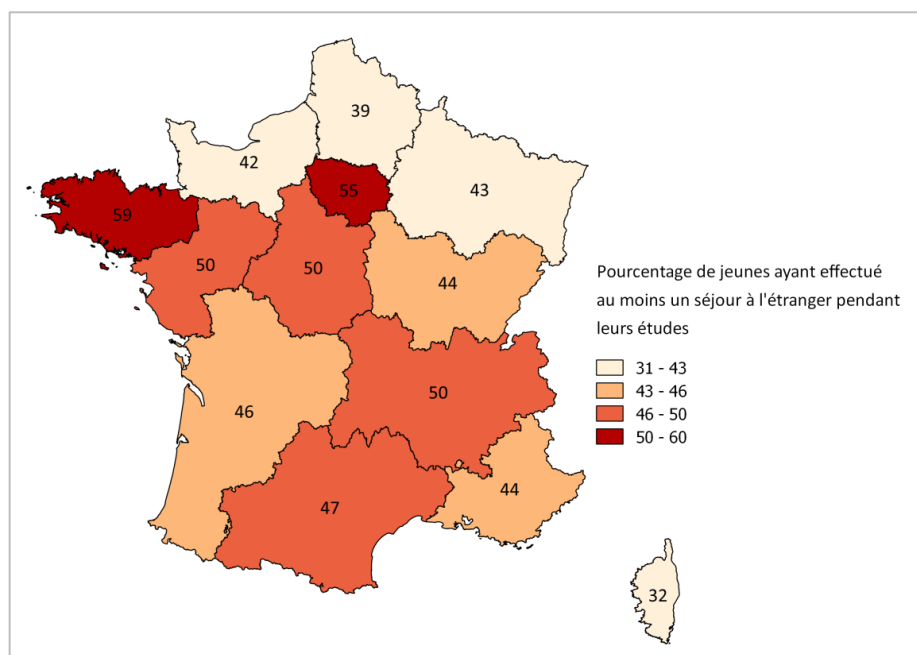 39
42
43
55
59
50
50
44
46
50
47
44
32
Pourcentage de jeunes ayant effectué
au moins un séjour à l'étranger pendant
leurs études
31 - 43
43 - 46
46 - 50
50 - 60